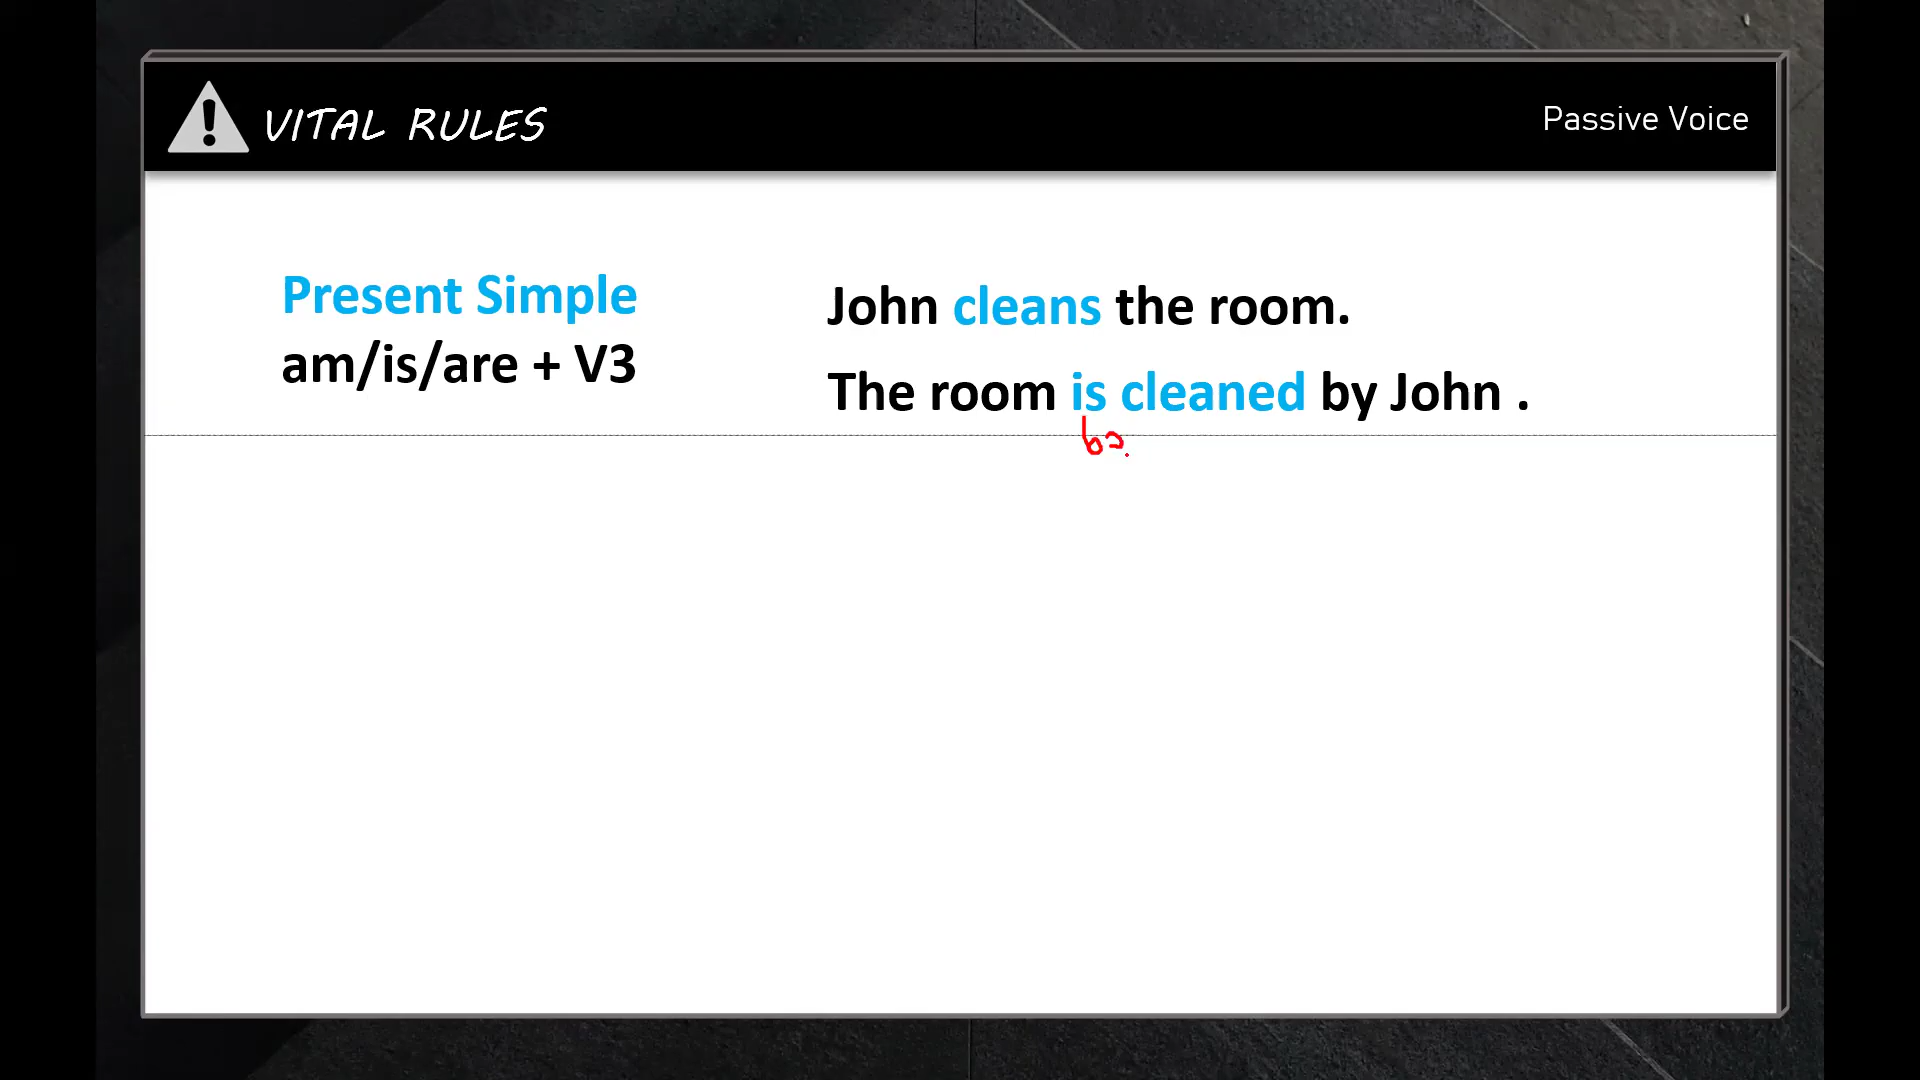 VITAL RULES
Passive Voice
Present Simple
am/is/are + V3
John cleans the room.
The room is cleaned by John .